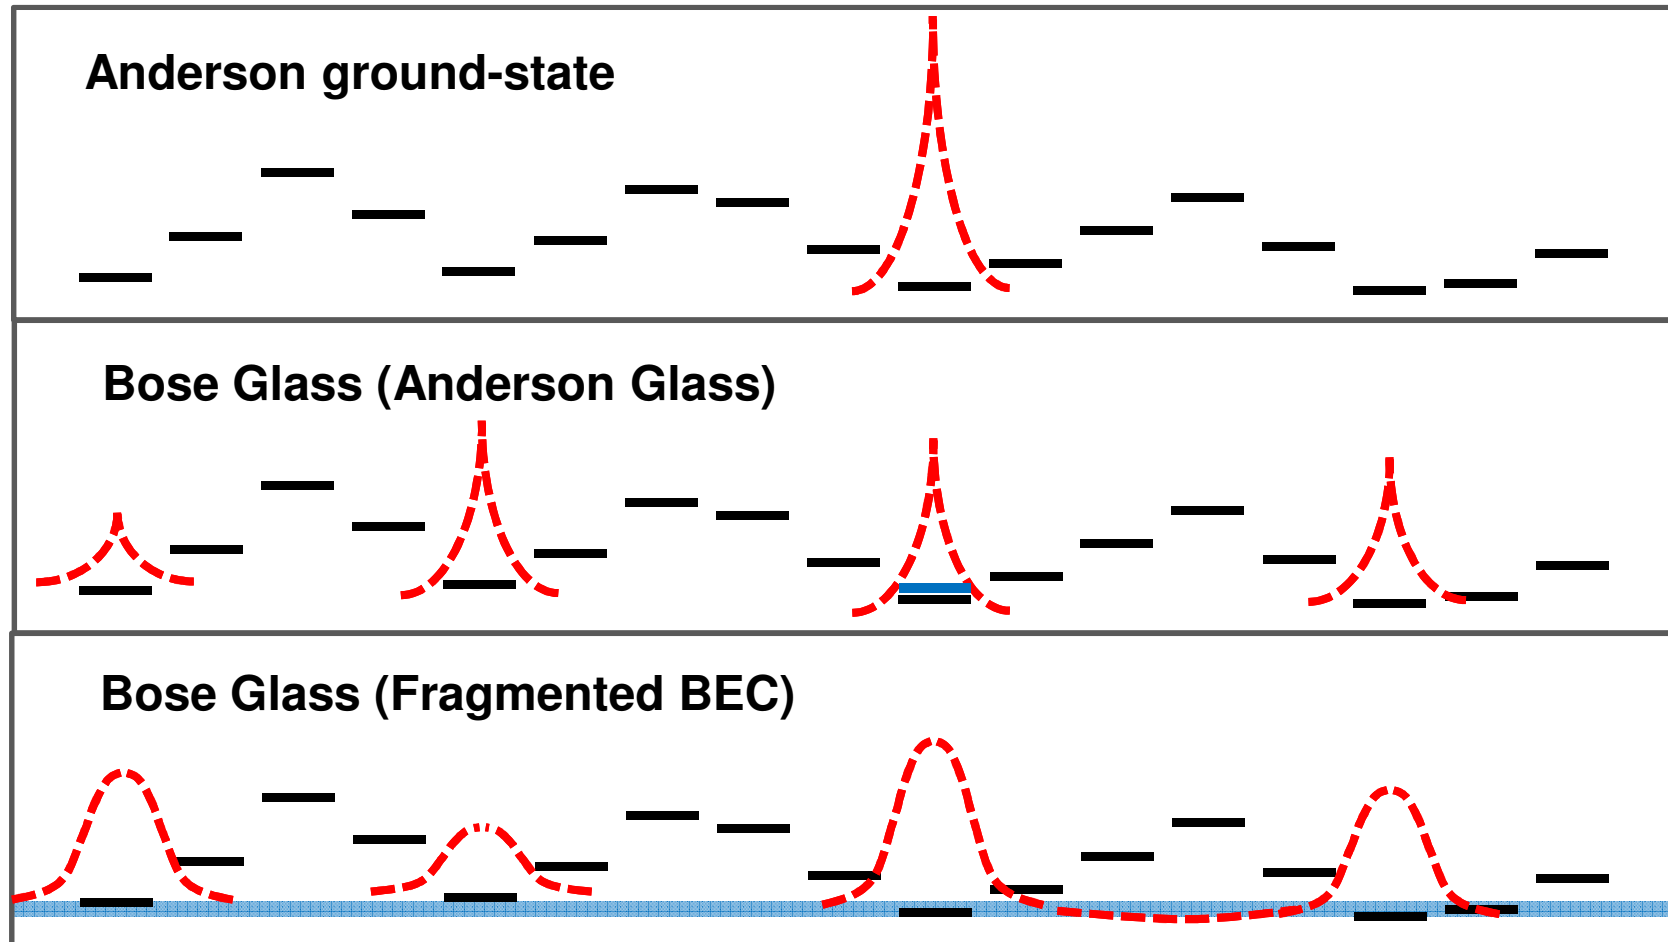 Anderson ground-state
Bose Glass (Anderson Glass)
Bose Glass (Fragmented BEC)